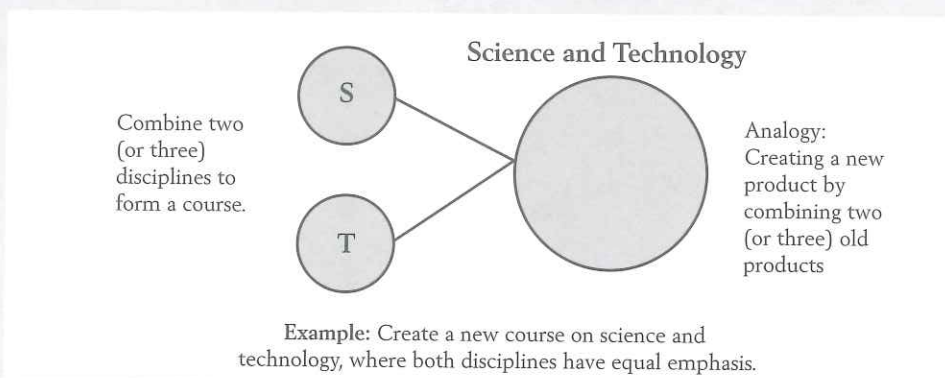 Science and Technology
Combine two
(or three)
disciplines to
form a course.
S
T
Analogy:
Creating a new
product by
combining two
(or three) old
products
Example: Create a new course on science and
technology, where both disciplines have equal emphasis.